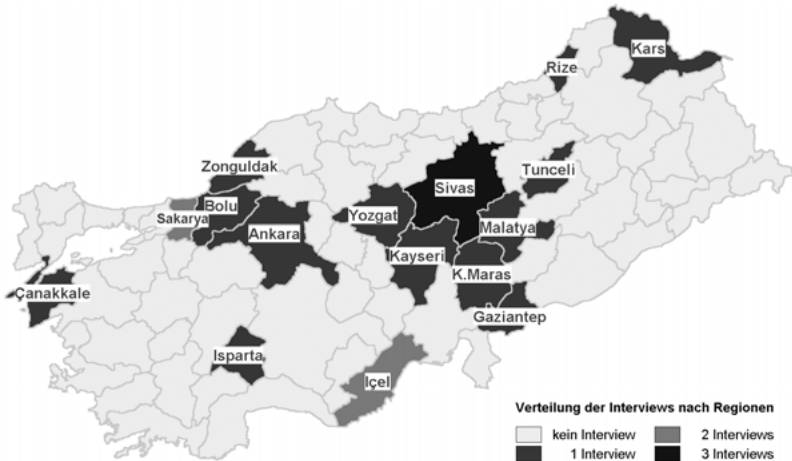 Kars
Rize
Zonguldak
Tunceli
Sivas
Bolu
Sakarya
Yozgat
Malatya
Ankara
Kayseri
K.Maras
Çanakkale
Gaziantep
Isparta
Içel
Verteilung der Interviews nach Regionen
kein Interview 2 Interviews
1 Interview 3 Interviews